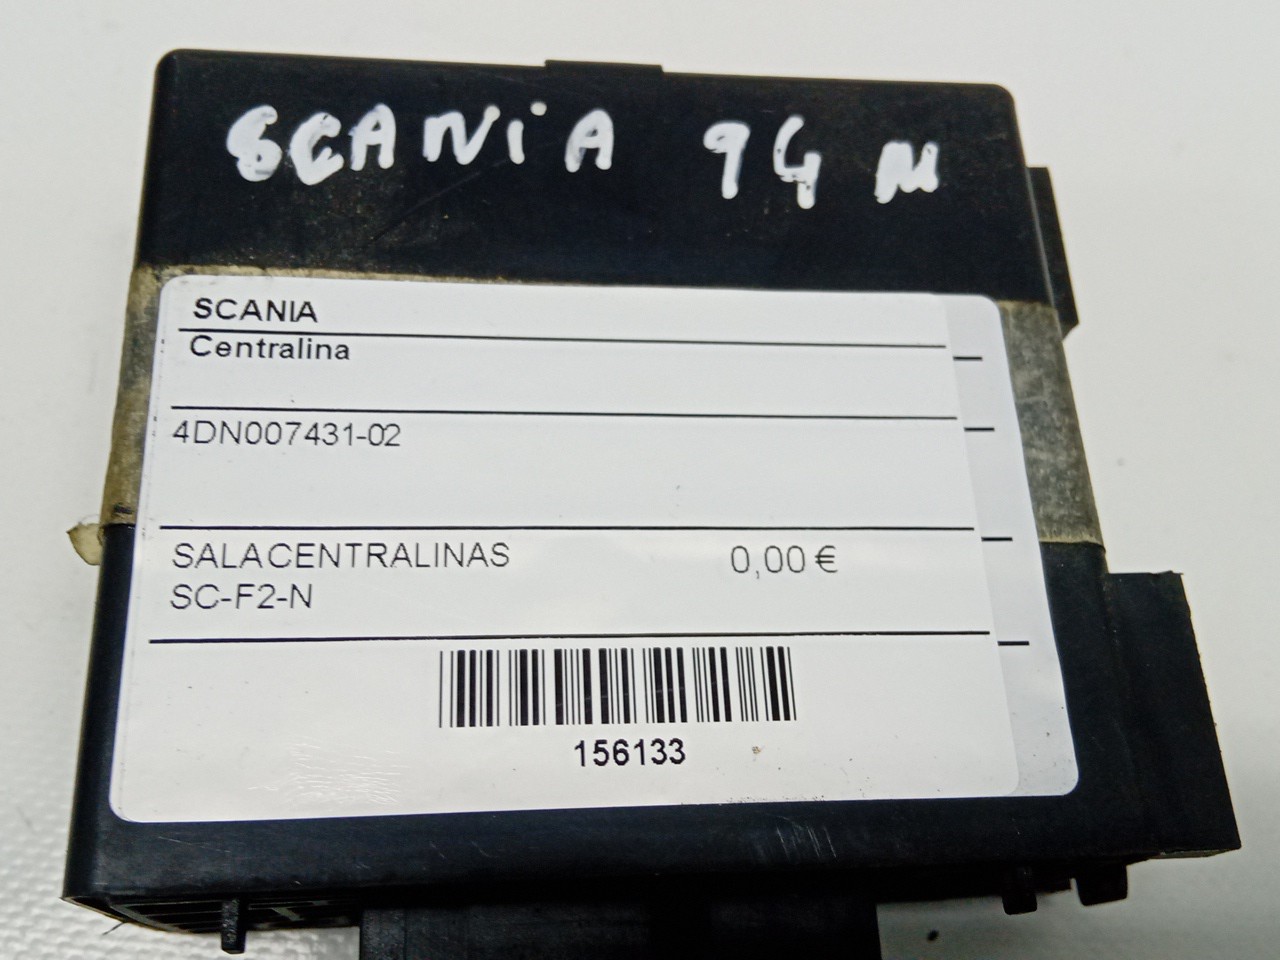 SCANiA 94 M
SCANIA
Centralina
4DN007431-02
SALACENTRALINAS 0,00 €
SC-F2-N
156133